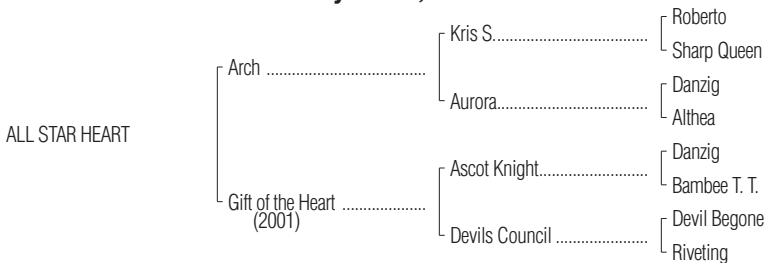 Roberto
Kris S.
Sharp Queen
Arch
Danzig
Aurora
Althea
ALL STAR HEART
Danzig
Ascot Knight
Bambee T. T.
Gift of the Heart
(2001)
Devil Begone
Devils Council
Riveting